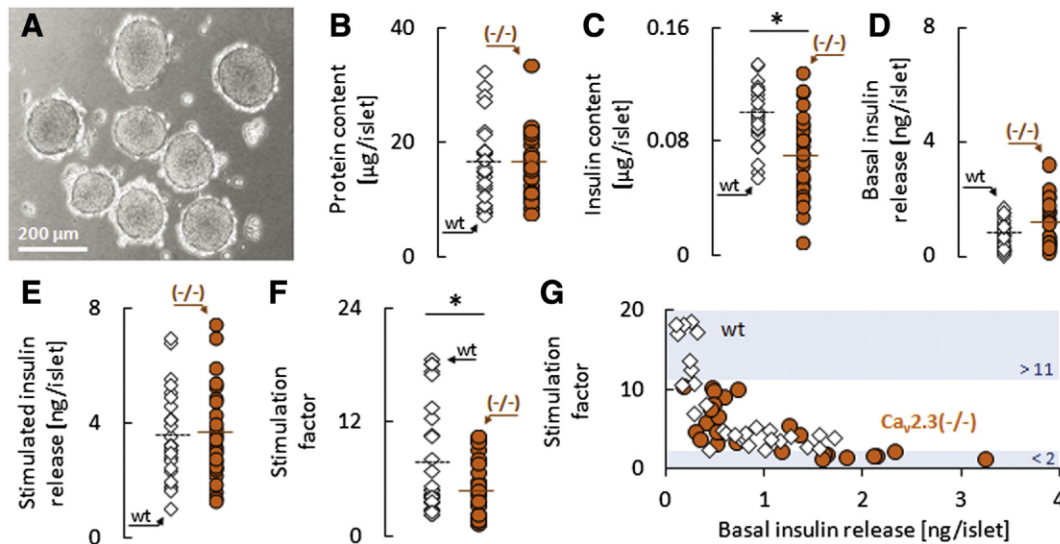 A
200 µm
B
Protein content
[µg/islet]
40
20
0
(-/-)
wt
C
Insulin content
[µg/islet]
0.16
0.08
0
*
(-/-)
wt
D
Basal insulin
release [ng/islet]
8
4
0
(-/-)
wt
E
Stimulated insulin
release [ng/islet]
8
4
0
(-/-)
wt
F
Stimulation
factor
24
12
0
*
wt
(-/-)
G
Stimulation
factor
20
10
0
wt
> 11
Cav2.3(-/-)
< 2
0
1
2
3
4
Basal insulin release [ng/islet]